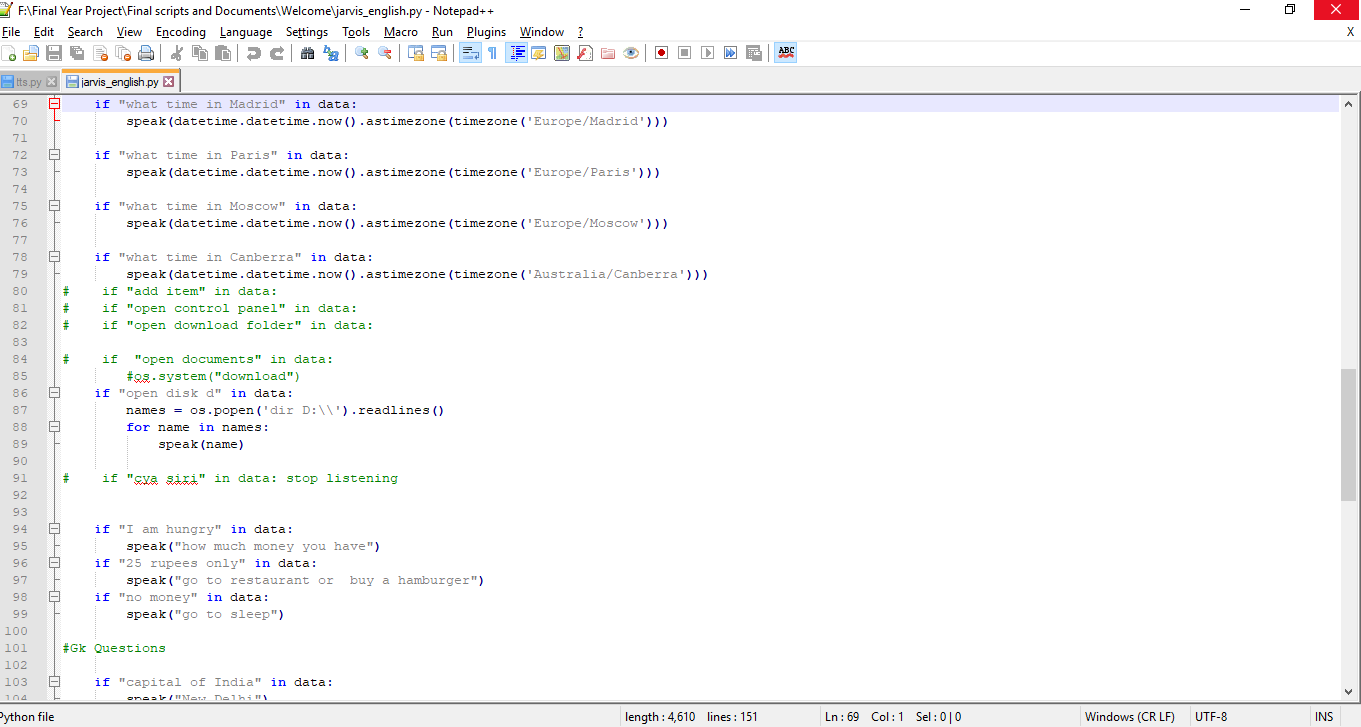 F:\Final Year Project\Final scripts and Documents\Welcome\jarvis_english.py - Notepad++
File Edit Search View Encoding Language Settings Tools Macro Run Plugins Window ? X
tts.py jarvis_english.py
69 if "what time in Madrid" in data:
70 speak(datetime.datetime.now().astimezone(timezone('Europe/Madrid')))
71
72 if "what time in Paris" in data:
73 speak(datetime.datetime.now().astimezone(timezone('Europe/Paris')))
74
75 if "what time in Moscow" in data:
76 speak(datetime.datetime.now().astimezone(timezone('Europe/Moscow')))
77
78 if "what time in Canberra" in data:
79 speak(datetime.datetime.now().astimezone(timezone('Australia/Canberra')))
80 # if "add item" in data:
81 # if "open control panel" in data:
82 # if "open download folder" in data:
83
84 # if "open documents" in data:
85 #os.system("download")
86 if "open disk d" in data:
87 names = os.popen('dir D:\\').readlines()
88 for name in names:
89 speak(name)
90
91 # if "cya siri" in data: stop listening
92
93
94 if "I am hungry" in data:
95 speak("how much money you have")
96 if "25 rupees only" in data:
97 speak("go to restaurant or  buy a hamburger")
98 if "no money" in data:
99 speak("go to sleep")
100
101 #Gk Questions
102
103 if "capital of India" in data:
104 speak("New Delhi")
Python file length : 4,610 lines : 151 Ln : 69 Col : 1 Sel : 0 | 0 Windows (CR LF) UTF-8 INS